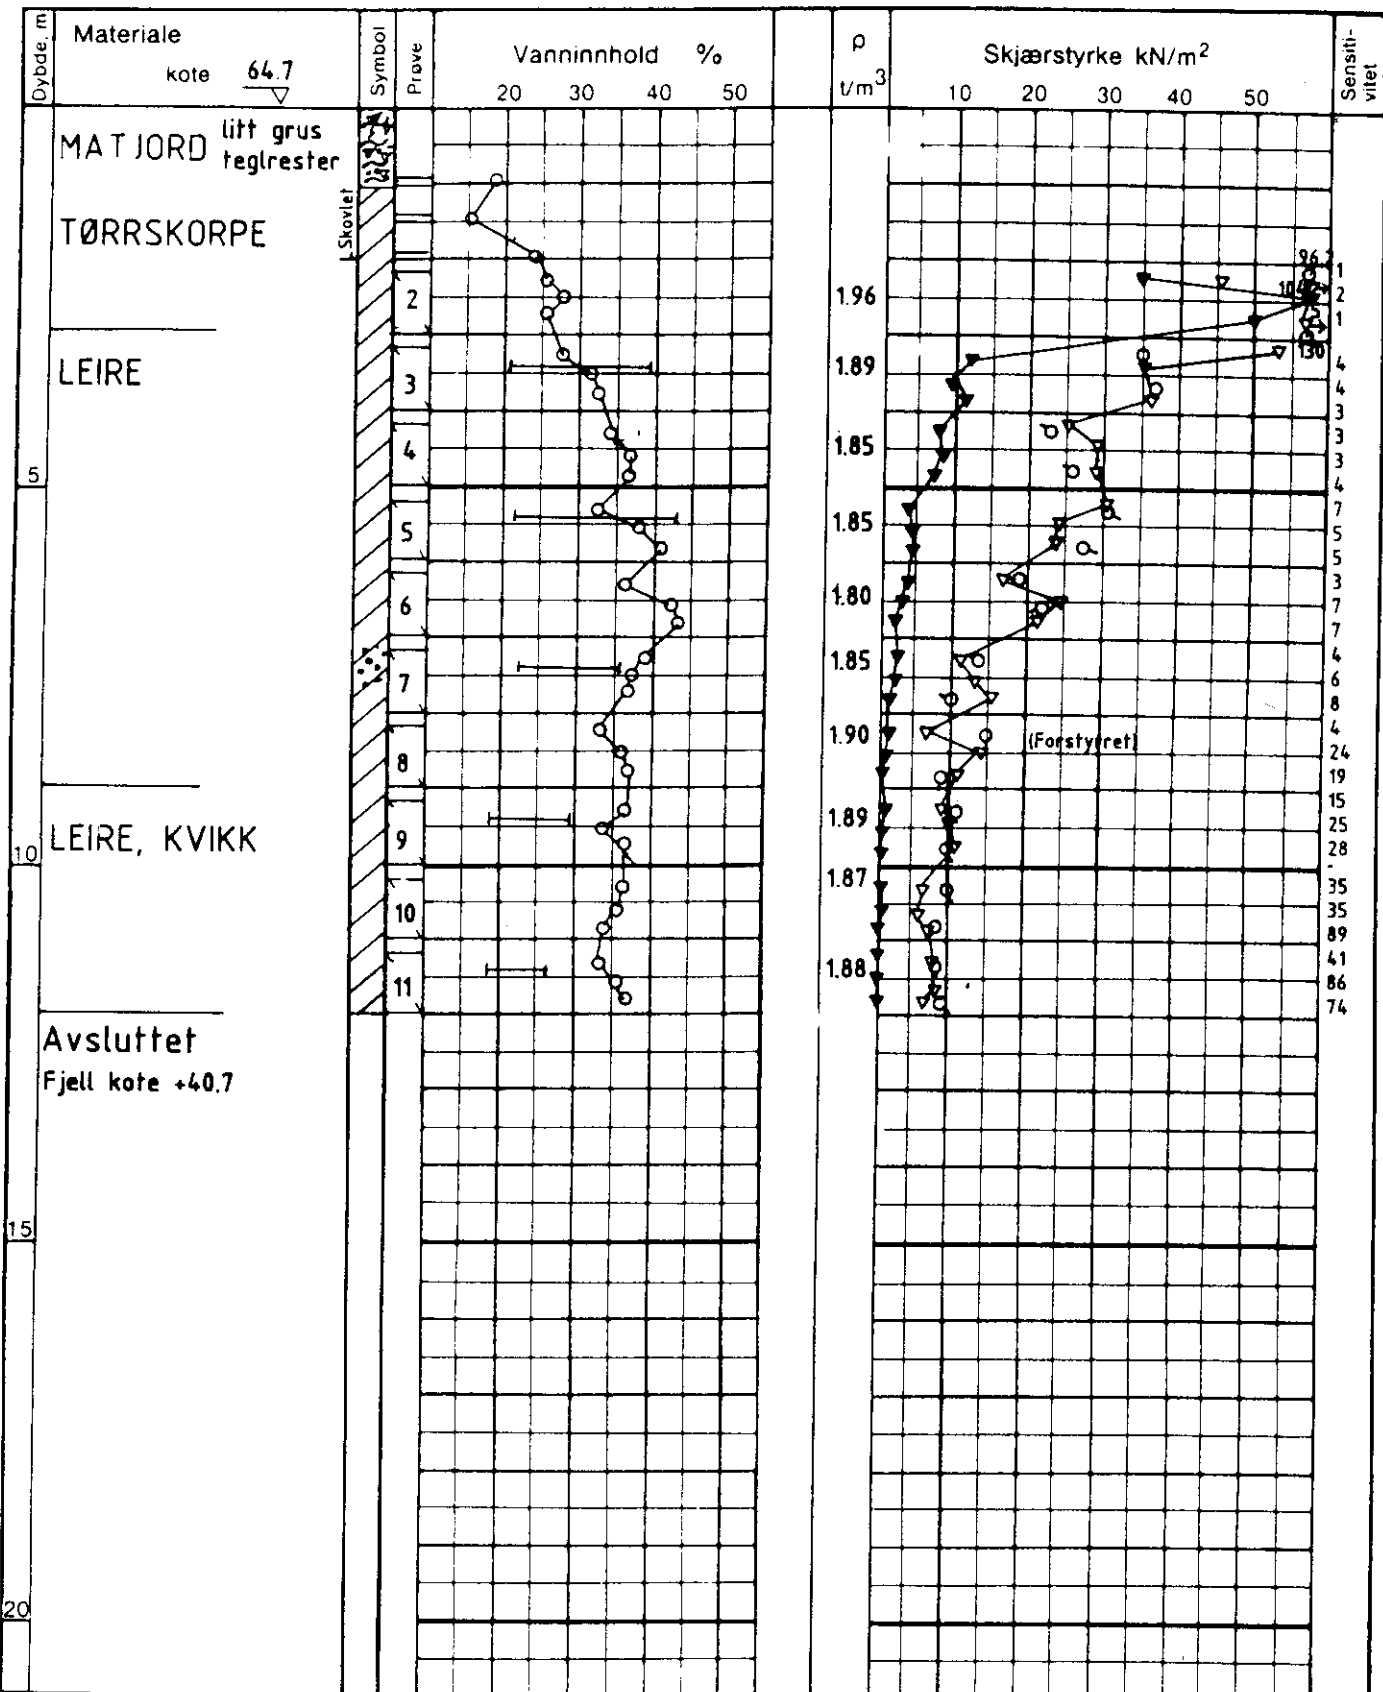 Dybde, m
Materiale
kote 64.7
Symbol
Prøve
Vanninnhold %
20 30 40 50
ρ
t/m³
Skjærstyrke kN/m²
10 20 30 40 50
Sensiti-
vitet
MATJORD litt grus
teglrester
Skovlet
TØRRSKORPE
LEIRE
5
LEIRE, KVIKK
10
Avsluttet
Fjell kote +40.7
15
20
2
3
4
5
6
7
8
9
10
11
1.96
1.89
1.85
1.85
1.80
1.85
1.90
1.89
1.87
1.88
130
(Forstyrret)
1
2
1
4
4
3
3
3
4
7
5
5
3
7
7
4
6
8
4
24
19
15
25
28
-
35
35
89
41
86
74